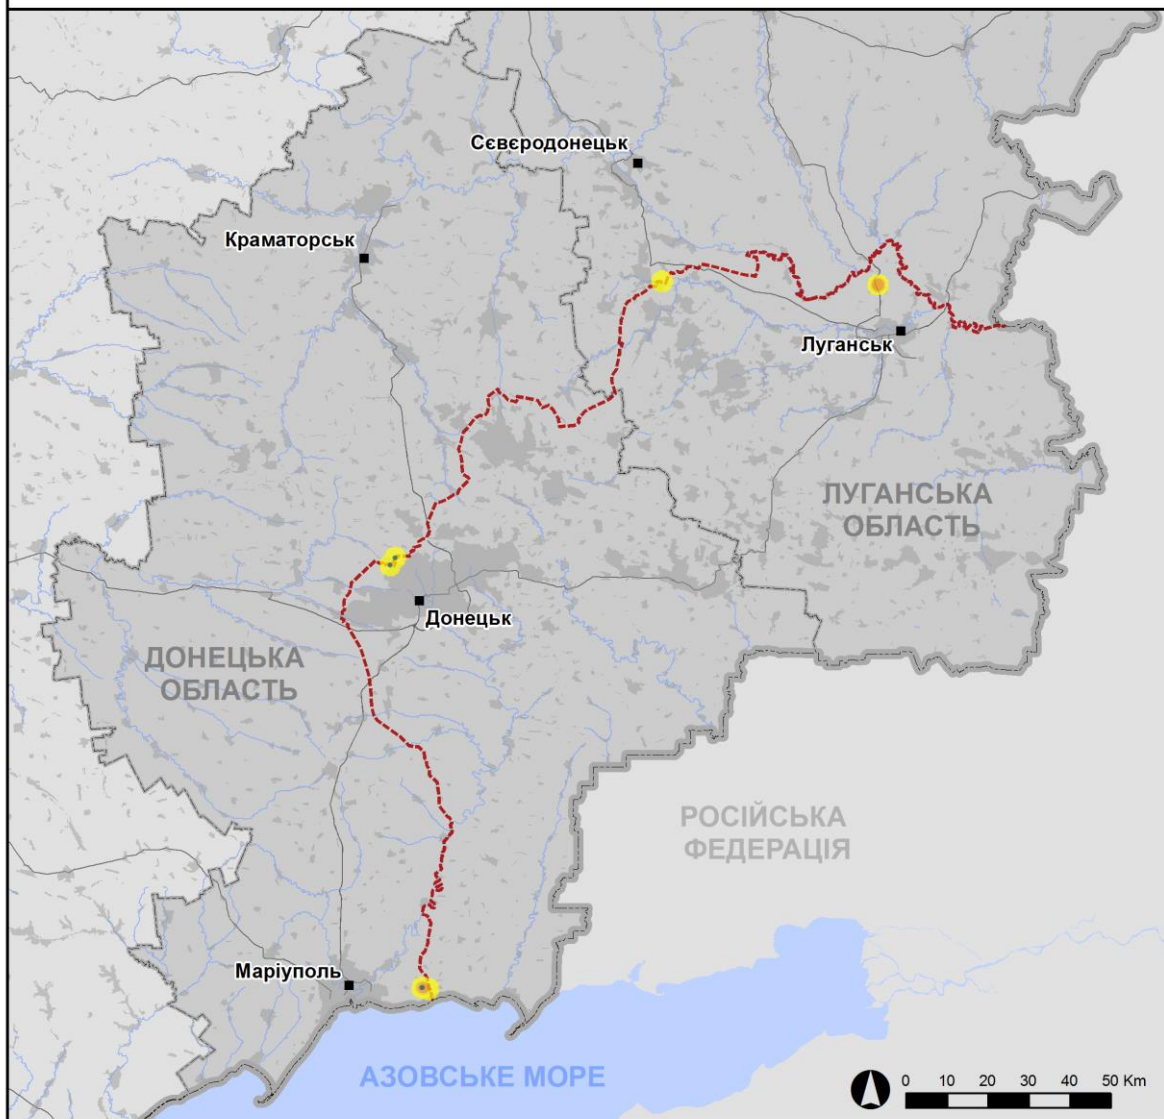 Сєвєродонецьк
Краматорськ
Луганськ
ЛУГАНСЬКА
ОБЛАСТЬ
Донецьк
ДОНЕЦЬКА
ОБЛАСТЬ
РОСІЙСЬКА
ФЕДЕРАЦІЯ
Маріуполь
АЗОВСЬКЕ МОРЕ
0 10 20 30 40 50 Km